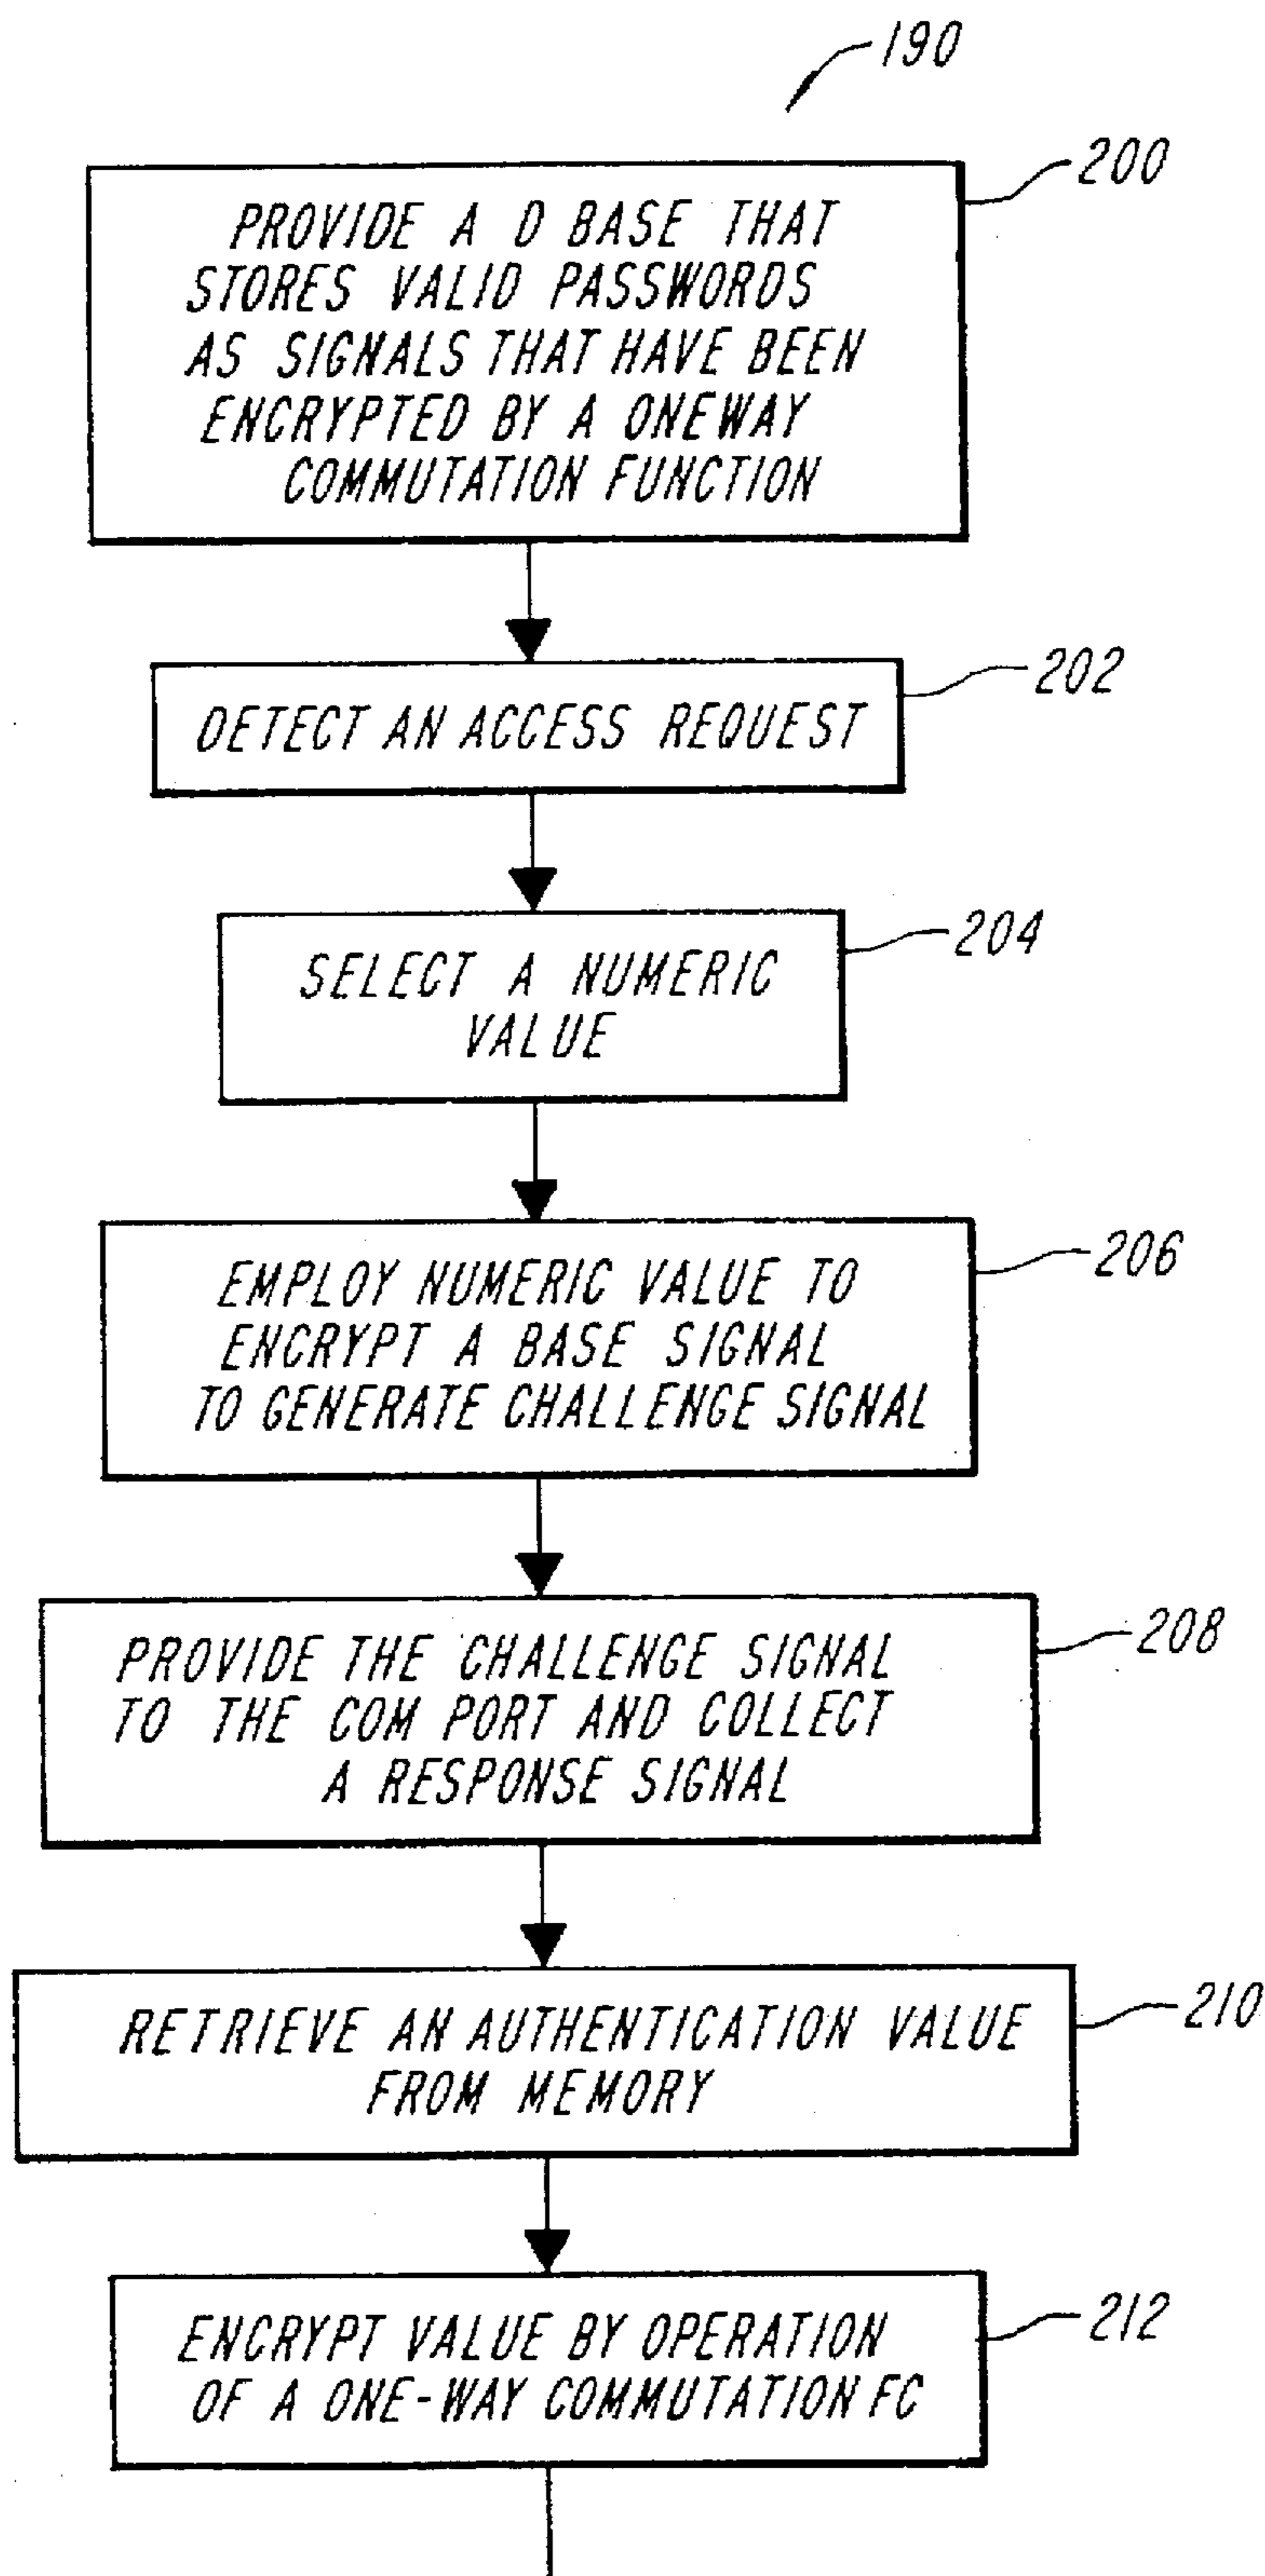 190
200
PROVIDE A D BASE THAT
STORES VALID PASSWORDS
AS SIGNALS THAT HAVE BEEN
ENCRYPTED BY A ONEWAY
COMMUTATION FUNCTION
202
DETECT AN ACCESS REQUEST
204
SELECT A NUMERIC
VALUE
206
EMPLOY NUMERIC VALUE TO
ENCRYPT A BASE SIGNAL
TO GENERATE CHALLENGE SIGNAL
208
PROVIDE THE CHALLENGE SIGNAL
TO THE COM PORT AND COLLECT
A RESPONSE SIGNAL
210
RETRIEVE AN AUTHENTICATION VALUE
FROM MEMORY
212
ENCRYPT VALUE BY OPERATION
OF A ONE-WAY COMMUTATION FC